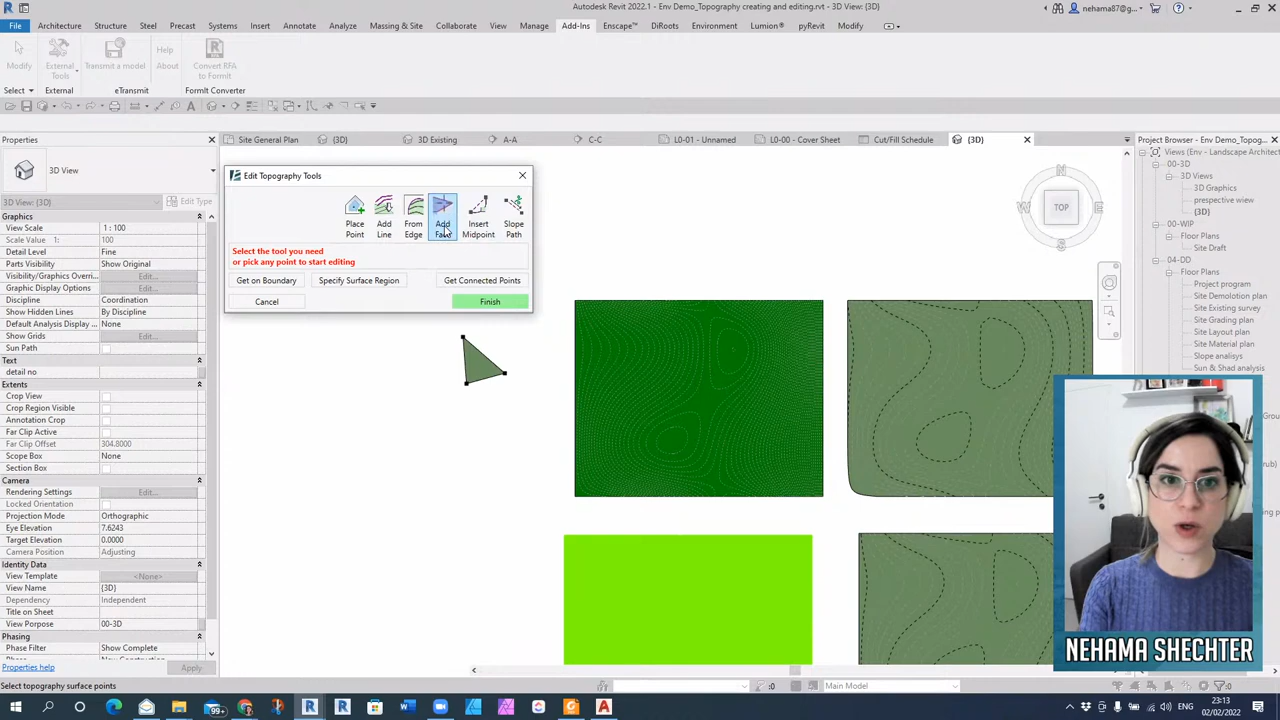 Autodesk Revit 2022.1 - Env Demo_Topography creating and editing.rvt - 3D View: {3D}
nehama87@g...
File Architecture Structure Steel Precast Systems Insert Annotate Analyze Massing & Site Collaborate View Manage Add-Ins Enscape™ DiRoots Environment Lumion® pyRevit Modify
Modify External Tools Transmit a model Help About Convert RFA to FormIt
Select External eTransmit FormIt Converter
Properties
3D View
3D View: {3D} Edit Type
View Scale 1 : 100
Scale Value 1: 100
Detail Level Fine
Parts Visibility Show Original
Visibility/Graphics Overri... Edit...
Graphic Display Options Edit...
Discipline Coordination
Show Hidden Lines By Discipline
Default Analysis Display ... None
Show Grids Edit...
Sun Path
Text
detail no
Extents
Crop View
Crop Region Visible
Annotation Crop
Far Clip Active
Far Clip Offset 304.8000
Scope Box None
Section Box
Camera
Rendering Settings Edit...
Locked Orientation
Projection Mode Orthographic
Eye Elevation 7.6243
Target Elevation 0.0000
Camera Position Adjusting
Identity Data
View Template <None>
View Name {3D}
Dependency Independent
Title on Sheet
View Purpose 00-3D
Phasing
Phase Filter Show Complete
Properties help Apply
Site General Plan {3D} 3D Existing A-A C-C L0-01 - Unnamed L0-00 - Cover Sheet Cut/Fill Schedule {3D}
Edit Topography Tools
Place Point
Add Line
From Edge
Add
Insert Midpoint
Slope Path
Select the tool you need
or pick any point to start editing
Get on Boundary Specify Surface Region Get Connected Points
Cancel Finish
N
W TOP E
S
Project Browser - Env Demo_Topog...
Views (Env - Landscape Architect
00-3D
3D Views
3D Graphics
perspective view
{3D}
00-WIP
Floor Plans
Site Draft
04-DD
Floor Plans
Project program
Site Demolition plan
Site Existing survey
Site Grading plan
Site Layout plan
Site Material plan
Slope analisys
Sun & Shad analysis
NEHAMA SHECHTER
Select topography surface points
:0 Main Model :0
99+
ENG 23:13
02/02/2022